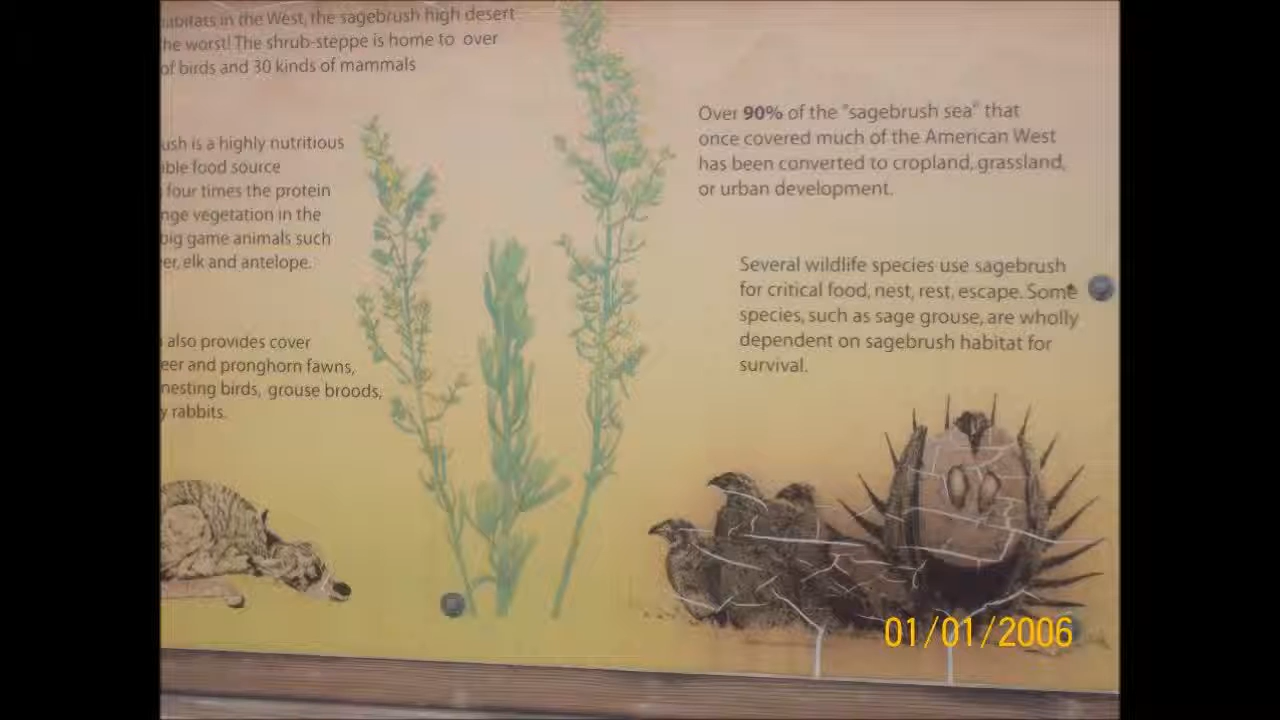 habitats in the West, the sagebrush high desert
the worst! The shrub-steppe is home to over
of birds and 30 kinds of mammals
ush is a highly nutritious
ble food source
four times the protein
nge vegetation in the
big game animals such
er, elk and antelope.
also provides cover
eer and pronghorn fawns,
nesting birds, grouse broods,
y rabbits.
Over 90% of the "sagebrush sea" that
once covered much of the American West
has been converted to cropland, grassland,
or urban development.
Several wildlife species use sagebrush
for critical food, nest, rest, escape. Some
species, such as sage grouse, are wholly
dependent on sagebrush habitat for
survival.
01/01/2006